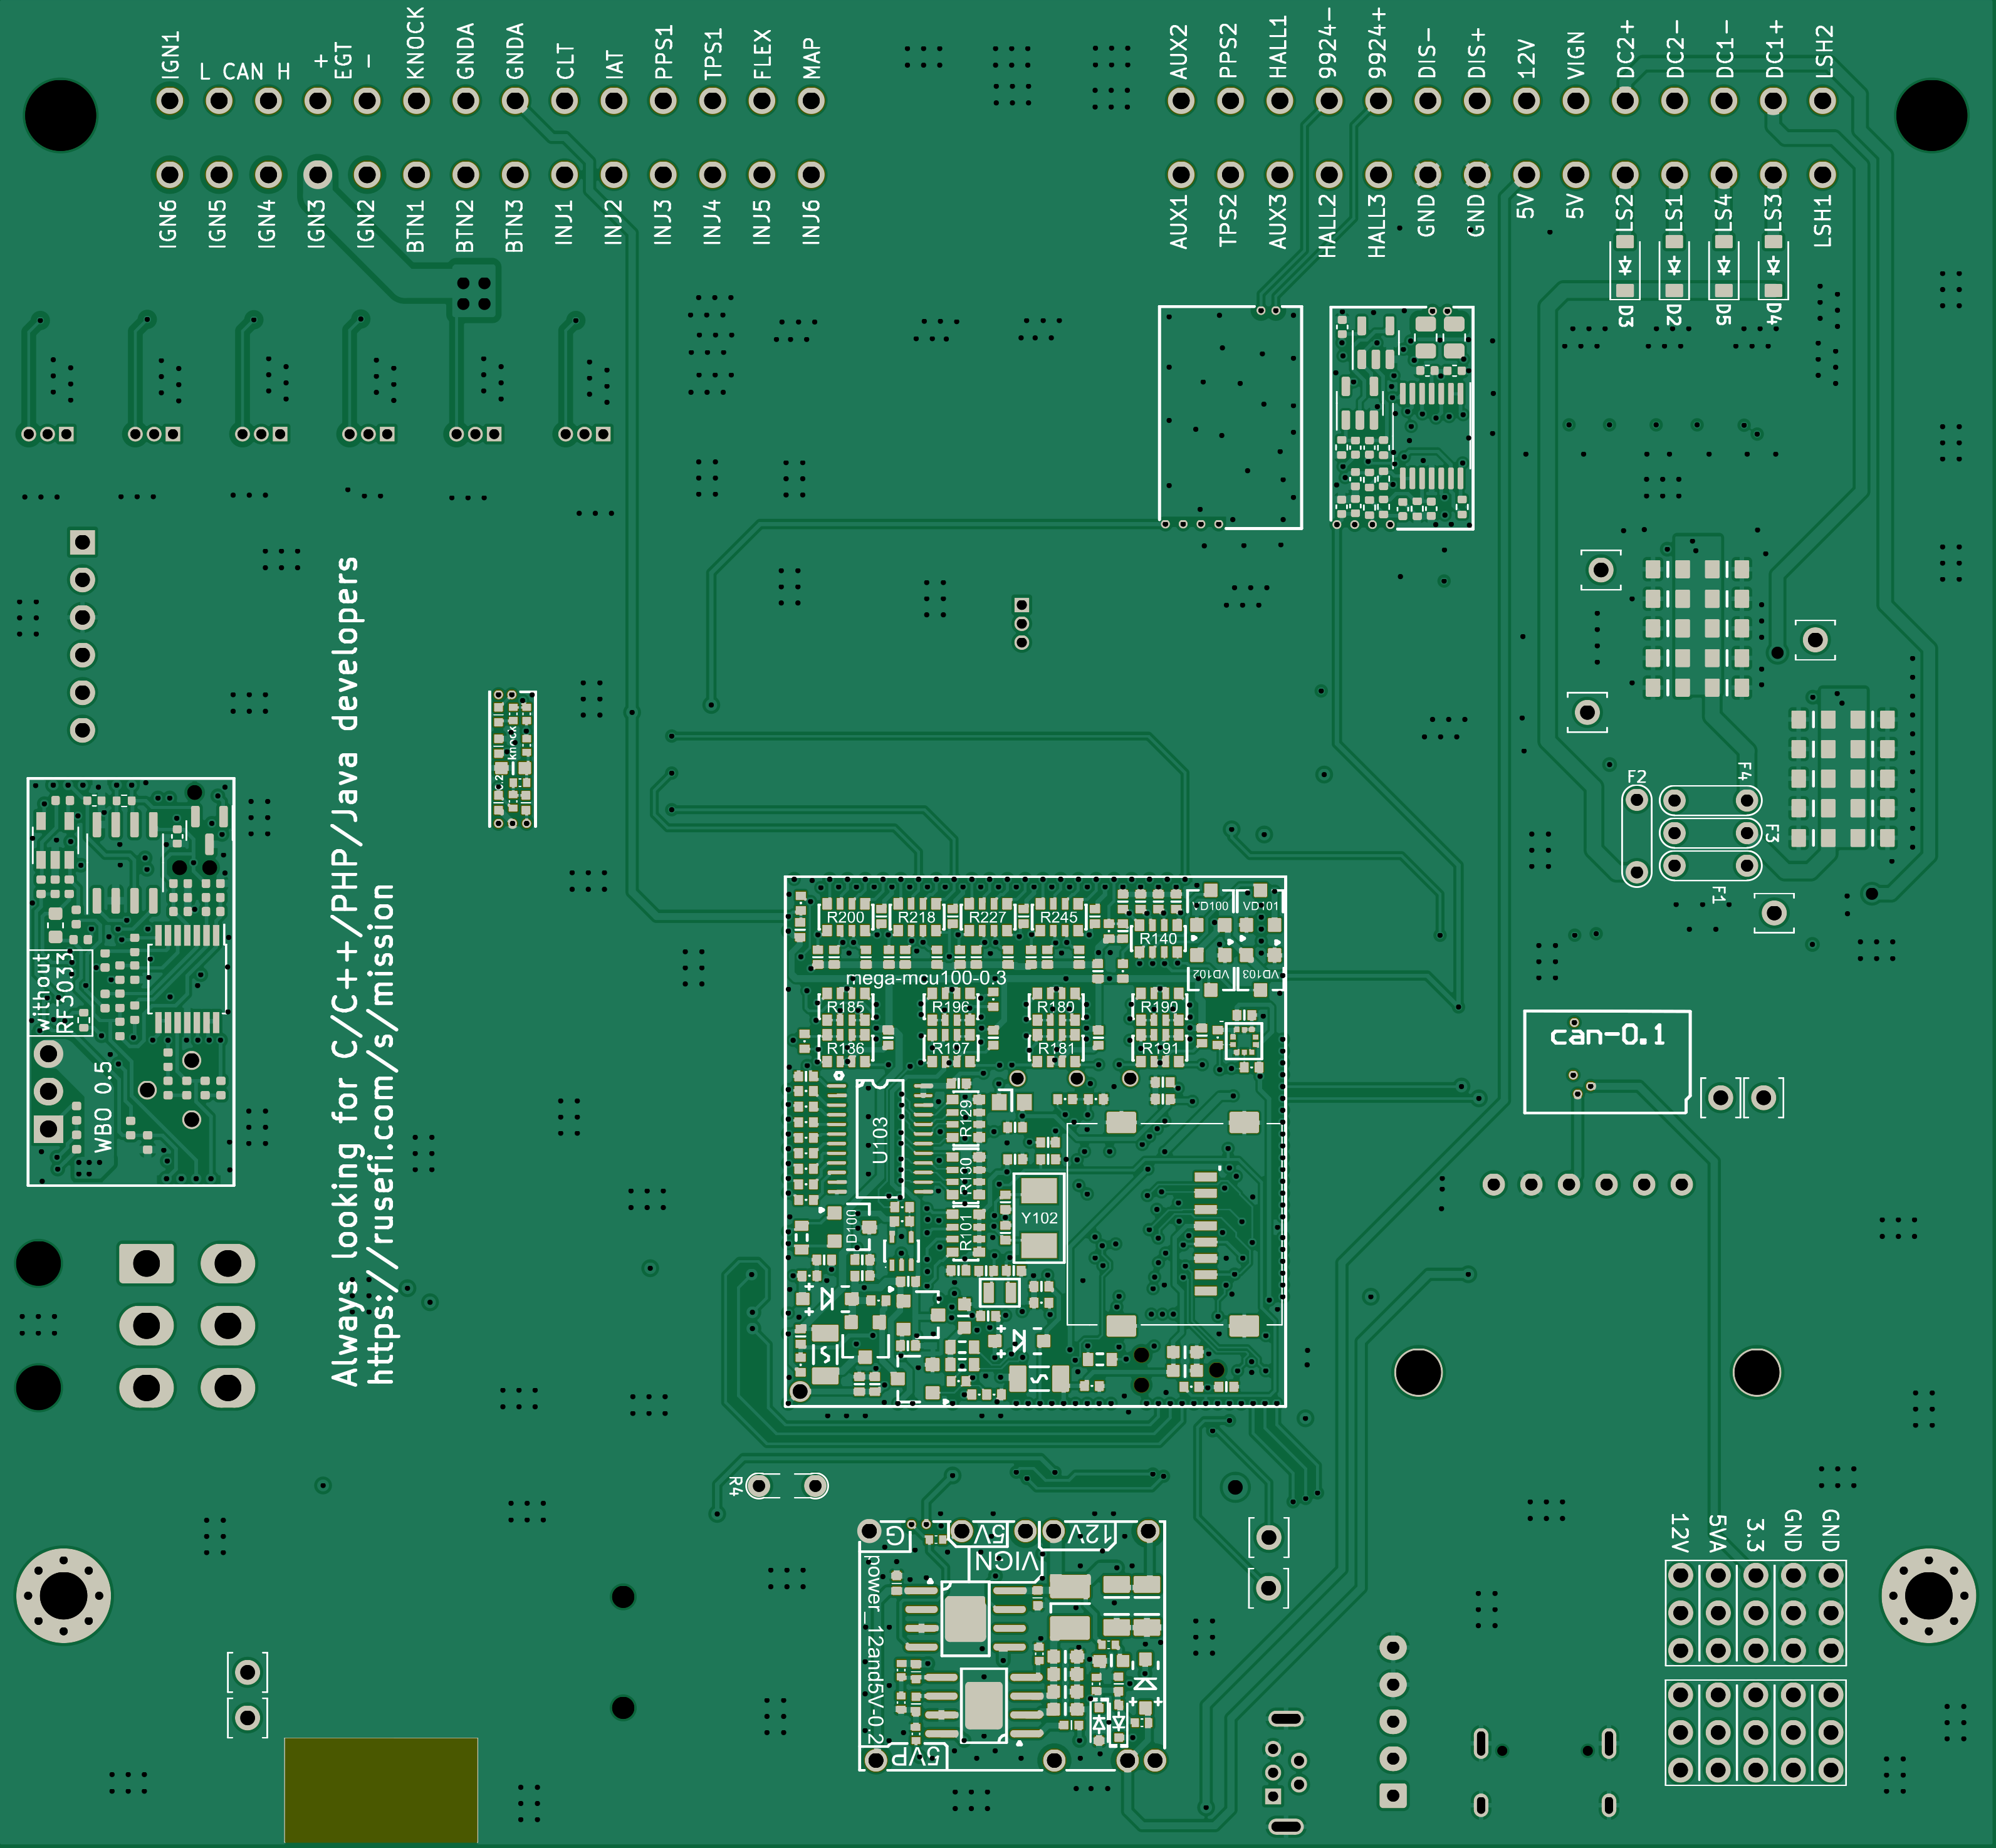 IGN1
L CAN H
+
EGT
-
KNOCK
GNDA
GNDA
CLT
IAT
PPS1
TPS1
FLEX
MAP
AUX2
PPS2
HALL1
9924-
9924+
DIS-
DIS+
12V
VIGN
DC2+
DC2-
DC1-
DC1+
LSH2
IGN6
IGN5
IGN4
IGN3
IGN2
BTN1
BTN2
BTN3
INJ1
INJ2
INJ3
INJ4
INJ5
INJ6
AUX1
TPS2
AUX3
HALL2
HALL3
GND
GND
5V
5V
LS2
LS1
LS4
LS3
LSH1
D3
D2
D5
D4
Always looking for C/C++/PHP/Java developers
https://rusefi.com/s/mission
knock
F2
F4
F3
F1
without
RF3033
WBO 0.5
R200
R218
R227
R245
R140
VD100
VD101
VD102
VD103
mega-mcu100-0.3
R185
R196
R180
R190
R136
R197
R181
R191
can-0.1
U103
R129
R130
R101
D100
Y102
R4
G
5V
12V
VIGN
power_12and5V-0.2
5VP
12V
5VA
3.3
GND
GND